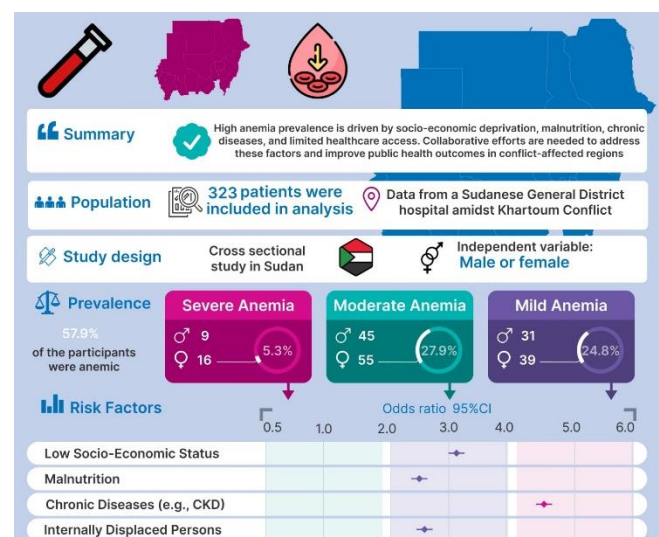 Summary
High anemia prevalence is driven by socio-economic deprivation, malnutrition, chronic
diseases, and limited healthcare access. Collaborative efforts are needed to address
these factors and improve public health outcomes in conflict-affected regions
Population
323 patients were
included in analysis
Data from a Sudanese General District
hospital amidst Khartoum Conflict
Study design
Cross sectional
study in Sudan
Independent variable:
Male or female
Prevalence
57.9%
of the participants
were anemic
Severe Anemia
♂ 9
♀ 16
5.3%
Moderate Anemia
♂ 45
♀ 55
27.9%
Mild Anemia
♂ 31
♀ 39
24.8%
Risk Factors
Odds ratio 95%CI
0.5 1.0 2.0 3.0 4.0 5.0 6.0
Low Socio-Economic Status
Malnutrition
Chronic Diseases (e.g., CKD)
Internally Displaced Persons